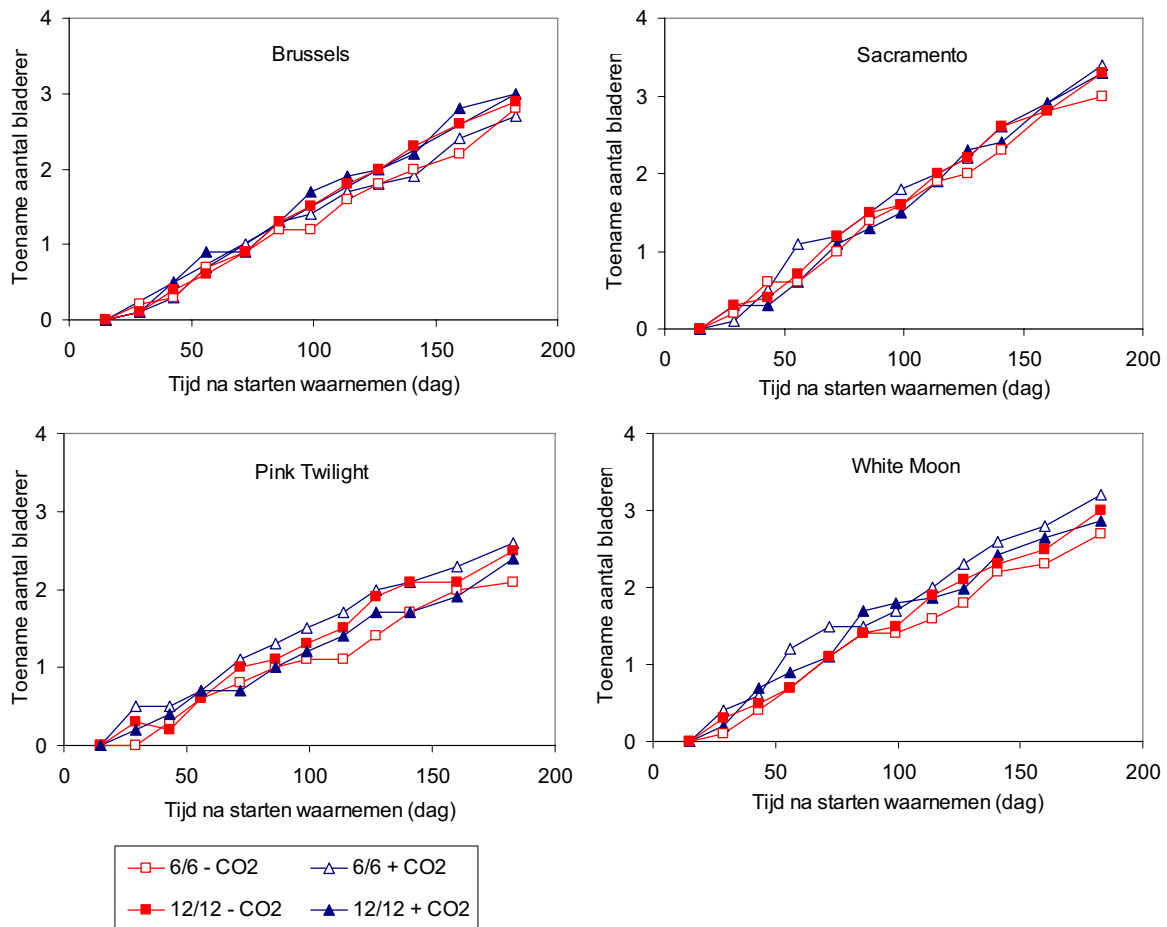 Brussels
Toename aantal bladerer
4
3
2
1
0
0 50 100 150 200
Tijd na starten waarnemen (dag)
Sacramento
Toename aantal bladeren
4
3
2
1
0
0 50 100 150 200
Tijd na starten waarnemen (dag)
Pink Twilight
Toename aantal bladerer
4
3
2
1
0
0 50 100 150 200
Tijd na starten waarnemen (dag)
White Moon
Toename aantal bladeren
4
3
2
1
0
0 50 100 150 200
Tijd na starten waarnemen (dag)
6/6 - CO2 6/6 + CO2
12/12 - CO2 12/12 + CO2